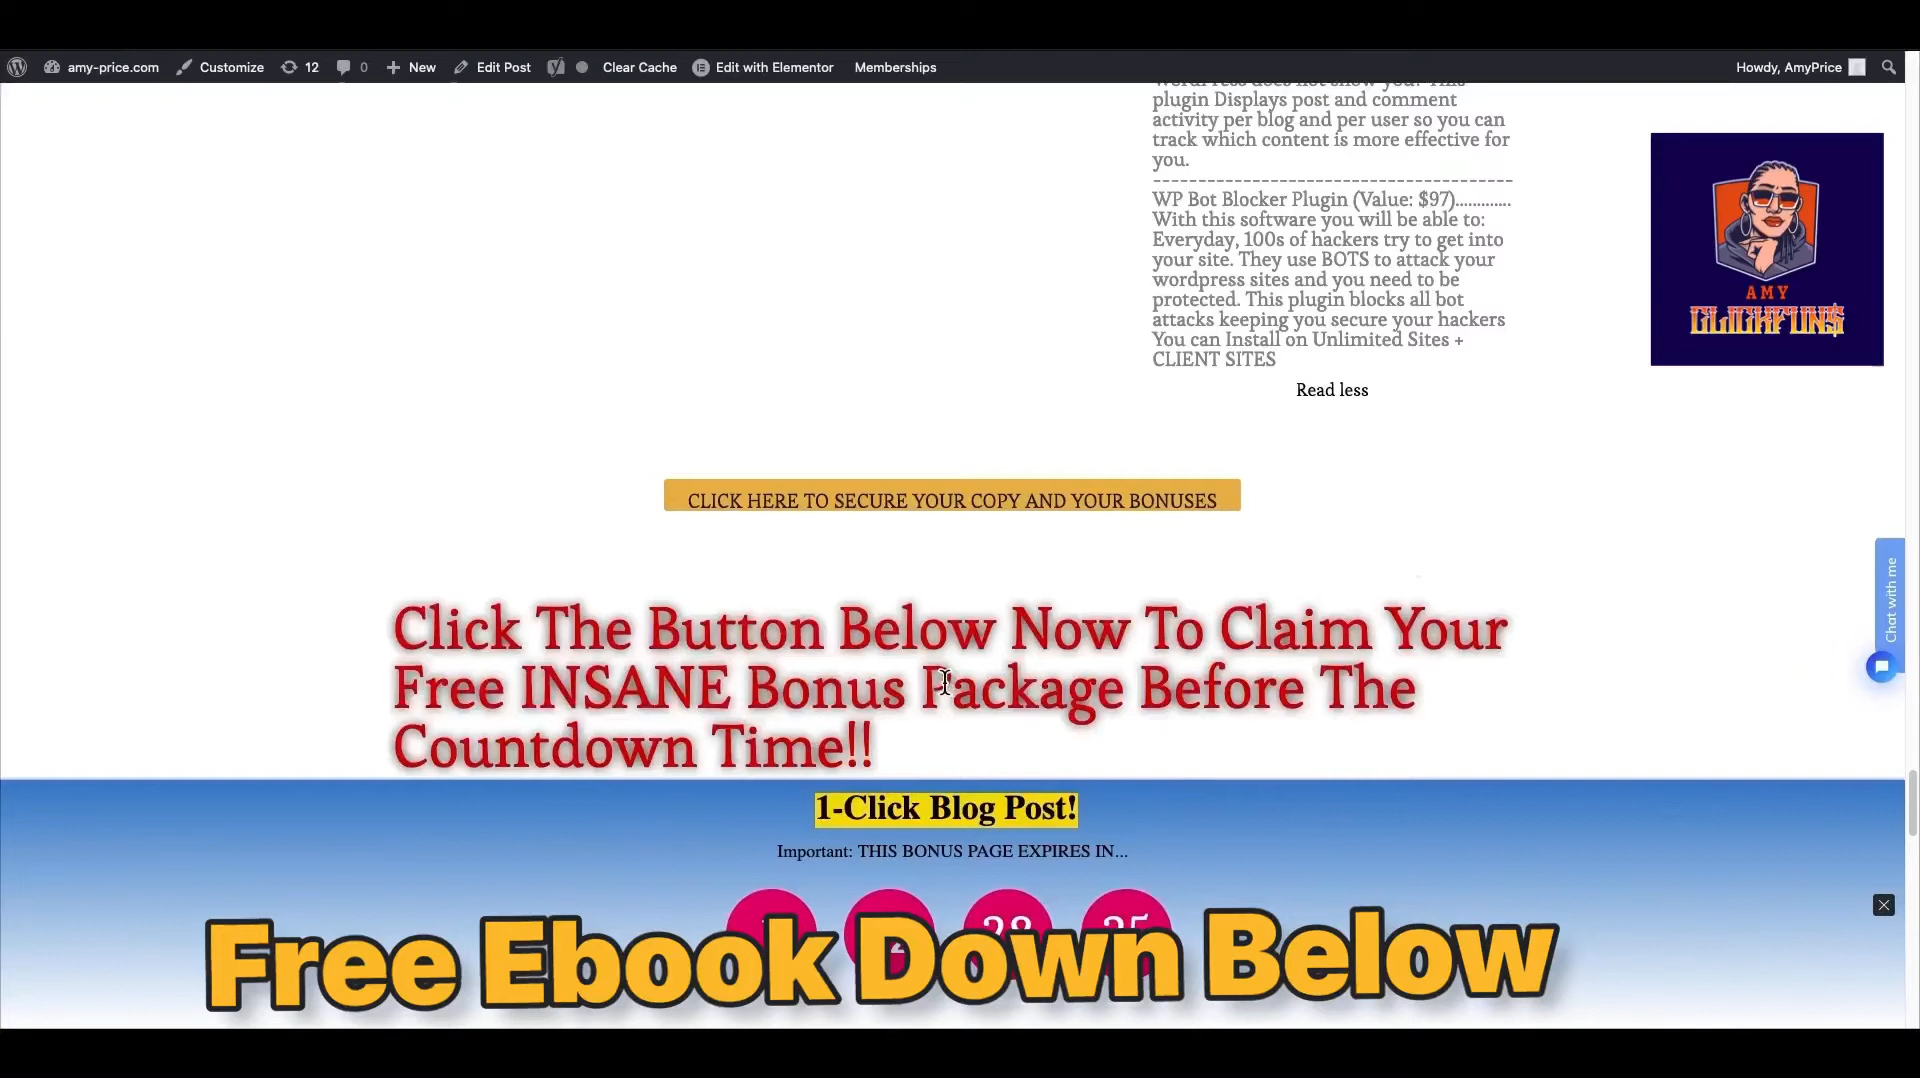 amy-price.com Customize 12 0 New Edit Post Clear Cache Edit with Elementor Memberships Howdy, AmyPrice
plugin Displays post and comment
activity per blog and per user so you can
track which content is more effective for
you.
----------------------------------------
WP Bot Blocker Plugin (Value: $97).............
With this software you will be able to:
Everyday, 100s of hackers try to get into
your site. They use BOTS to attack your
wordpress sites and you need to be
protected. This plugin blocks all bot
attacks keeping you secure your hackers
You can Install on Unlimited Sites +
CLIENT SITES
Read less
AMY
CLICKFUN$
CLICK HERE TO SECURE YOUR COPY AND YOUR BONUSES
Chat with me
Click The Button Below Now To Claim Your
Free INSANE Bonus Package Before The
Countdown Time!!
1-Click Blog Post!
Important: THIS BONUS PAGE EXPIRES IN...
28
Free Ebook Down Below